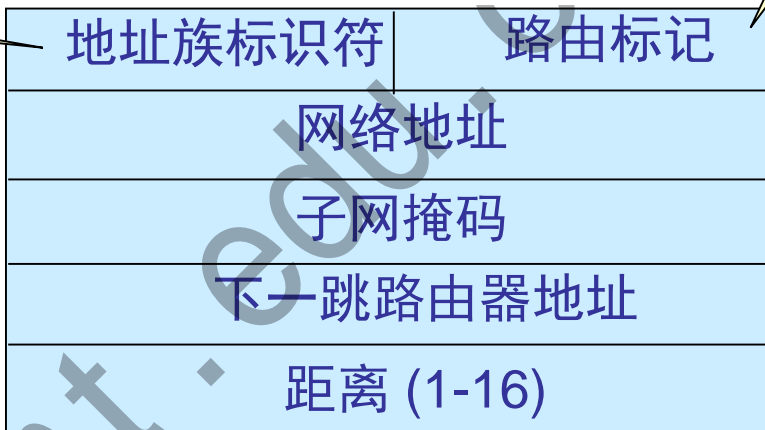 地址族标识符 路由标记
网络地址
子网掩码
下一跳路由器地址
距离 (1-16)
t . edu . c